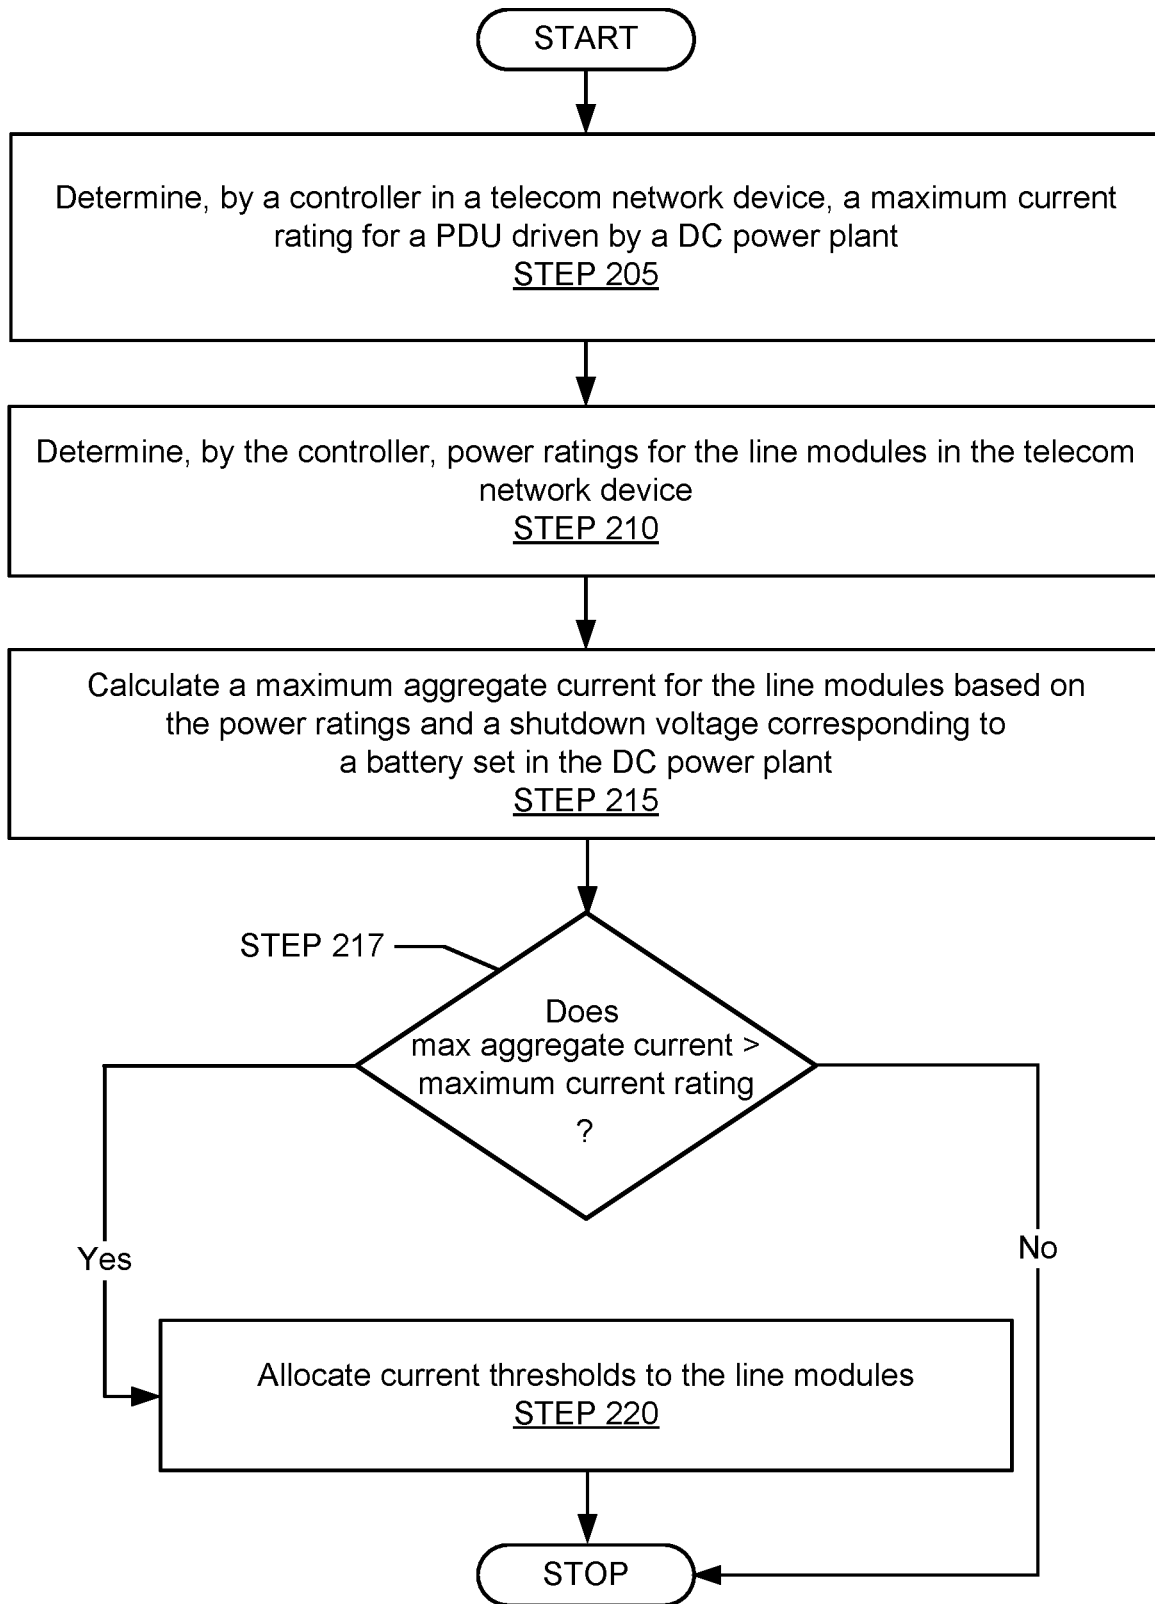 START
Determine, by a controller in a telecom network device, a maximum current
rating for a PDU driven by a DC power plant
STEP 205
Determine, by the controller, power ratings for the line modules in the telecom
network device
STEP 210
Calculate a maximum aggregate current for the line modules based on
the power ratings and a shutdown voltage corresponding to
a battery set in the DC power plant
STEP 215
STEP 217
Does
max aggregate current >
maximum current rating
?
Yes
No
Allocate current thresholds to the line modules
STEP 220
STOP